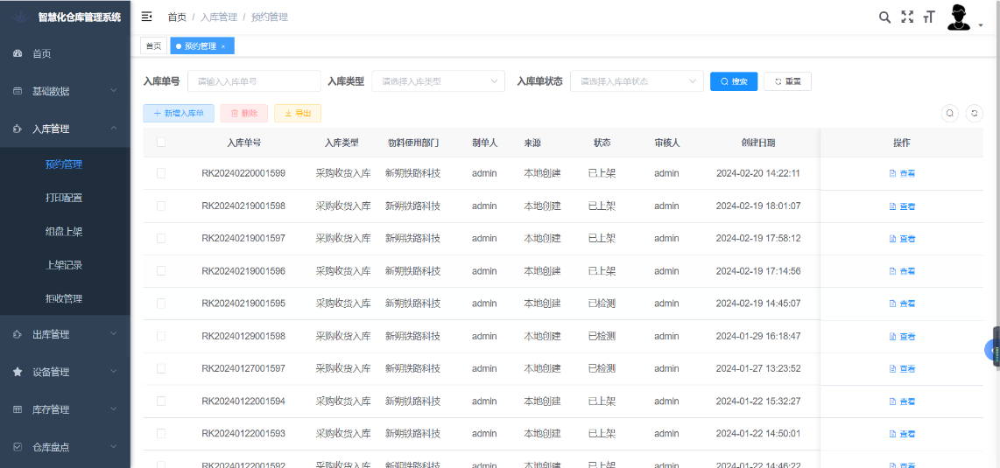 智慧化仓库管理系统
首页 / 入库管理 / 预约管理
首页
预约管理 ×
首页
基础数据
入库管理
预约管理
打印配置
组盘上架
上架记录
拒收管理
出库管理
设备管理
库存管理
仓库盘点
入库单号 请输入入库单号 入库类型 请选择入库类型 入库单状态 请选择入库单状态 搜索 重置
新增入库单 删除 导出
入库单号 入库类型 物料使用部门 制单人 来源 状态 审核人 创建日期 操作
RK20240220001599 采购收货入库 新朔铁路科技 admin 本地创建 已上架 admin 2024-02-20 14:22:11 查看
RK20240219001598 采购收货入库 新朔铁路科技 admin 本地创建 已上架 admin 2024-02-19 18:01:07 查看
RK20240219001597 采购收货入库 新朔铁路科技 admin 本地创建 已上架 admin 2024-02-19 17:58:12 查看
RK20240219001596 采购收货入库 新朔铁路科技 admin 本地创建 已上架 admin 2024-02-19 17:14:56 查看
RK20240219001595 采购收货入库 新朔铁路科技 admin 本地创建 已检测 admin 2024-02-19 14:45:07 查看
RK20240129001598 采购收货入库 新朔铁路科技 admin 本地创建 已检测 admin 2024-01-29 16:18:47 查看
RK20240127001597 采购收货入库 新朔铁路科技 admin 本地创建 已检测 admin 2024-01-27 13:23:52 查看
RK20240122001594 采购收货入库 新朔铁路科技 admin 本地创建 已上架 admin 2024-01-22 15:32:27 查看
RK20240122001593 采购收货入库 新朔铁路科技 admin 本地创建 已上架 admin 2024-01-22 14:50:01 查看
RK20240122001592 采购收货入库 新朔铁路科技 admin 本地创建 已上架 admin 2024-01-22 14:46:22 查看